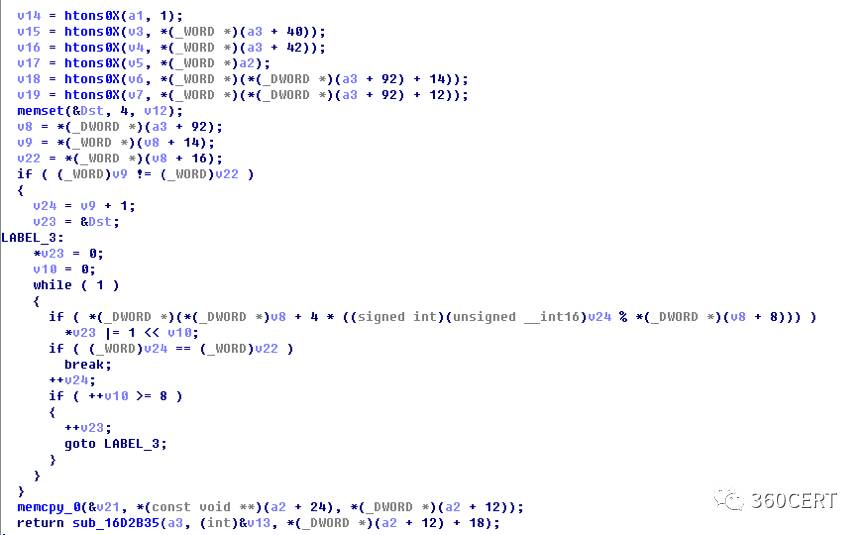 v14 = htons0X(a1, 1);
v15 = htons0X(v3, *(_WORD *)(a3 + 40));
v16 = htons0X(v4, *(_WORD *)(a3 + 42));
v17 = htons0X(v5, *(_WORD *)a2);
v18 = htons0X(v6, *(_WORD *)(*(_DWORD *)(a3 + 92) + 14));
v19 = htons0X(v7, *(_WORD *)(*(_DWORD *)(a3 + 92) + 12));
memset(&Dst, 4, v12);
v8 = *(_DWORD *)(a3 + 92);
v9 = *(_WORD *)(v8 + 14);
v22 = *(_WORD *)(v8 + 16);
if ( (_WORD)v9 != (_WORD)v22 )
{
v24 = v9 + 1;
v23 = &Dst;
LABEL_3:
*v23 = 0;
v10 = 0;
while ( 1 )
{
if ( *(_DWORD *)(*(_DWORD *)v8 + 4 * ((signed int)(unsigned __int16)v24 % *(_DWORD *)(v8 + 8))) )
*v23 |= 1 << v10;
if ( (_WORD)v24 == (_WORD)v22 )
break;
++v24;
if ( ++v10 >= 8 )
{
++v23;
goto LABEL_3;
}
}
}
memcpy_0(&v21, *(const void **)(a2 + 24), *(_DWORD *)(a2 + 12));
return sub_16D2B35(a3, (int)&v13, *(_DWORD *)(a2 + 12) + 18);
360CERT